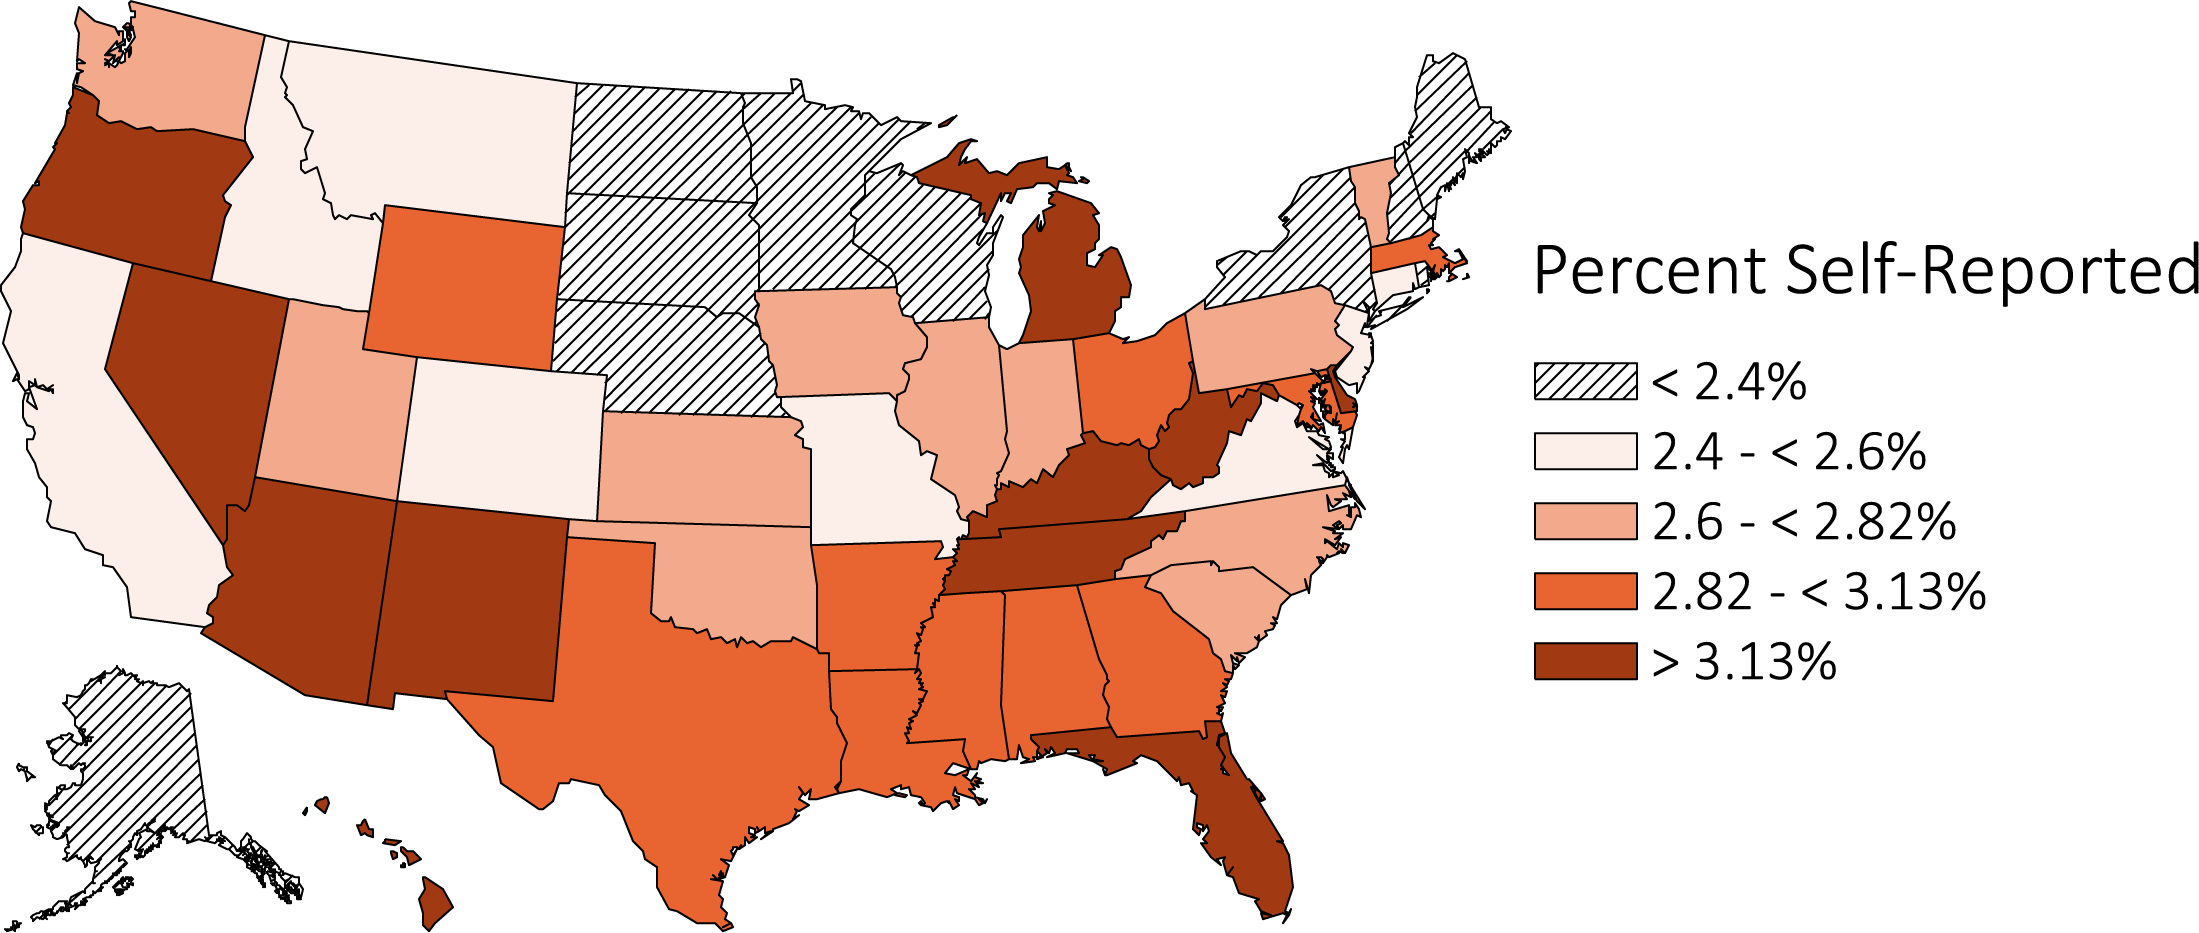 Percent Self-Reported
< 2.4%
2.4 - < 2.6%
2.6 - < 2.82%
2.82 - < 3.13%
> 3.13%